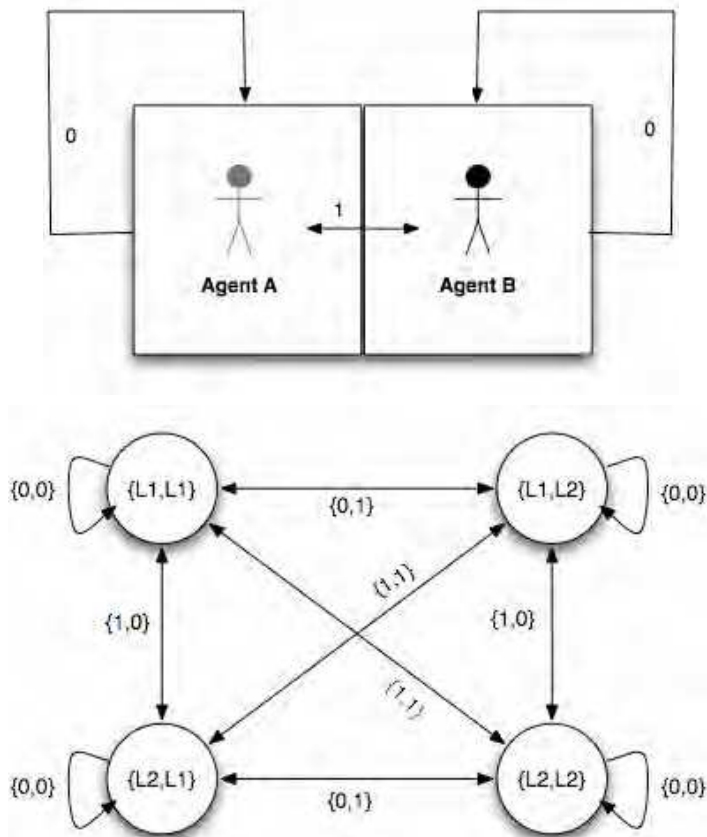 0
0
1
Agent A
Agent B
{0,0}
{L1,L1}
{0,1}
{L1,L2}
{0,0}
{1,1}
{1,0}
{1,0}
{1,1}
{0,0}
{L2,L1}
{0,1}
{L2,L2}
{0,0}